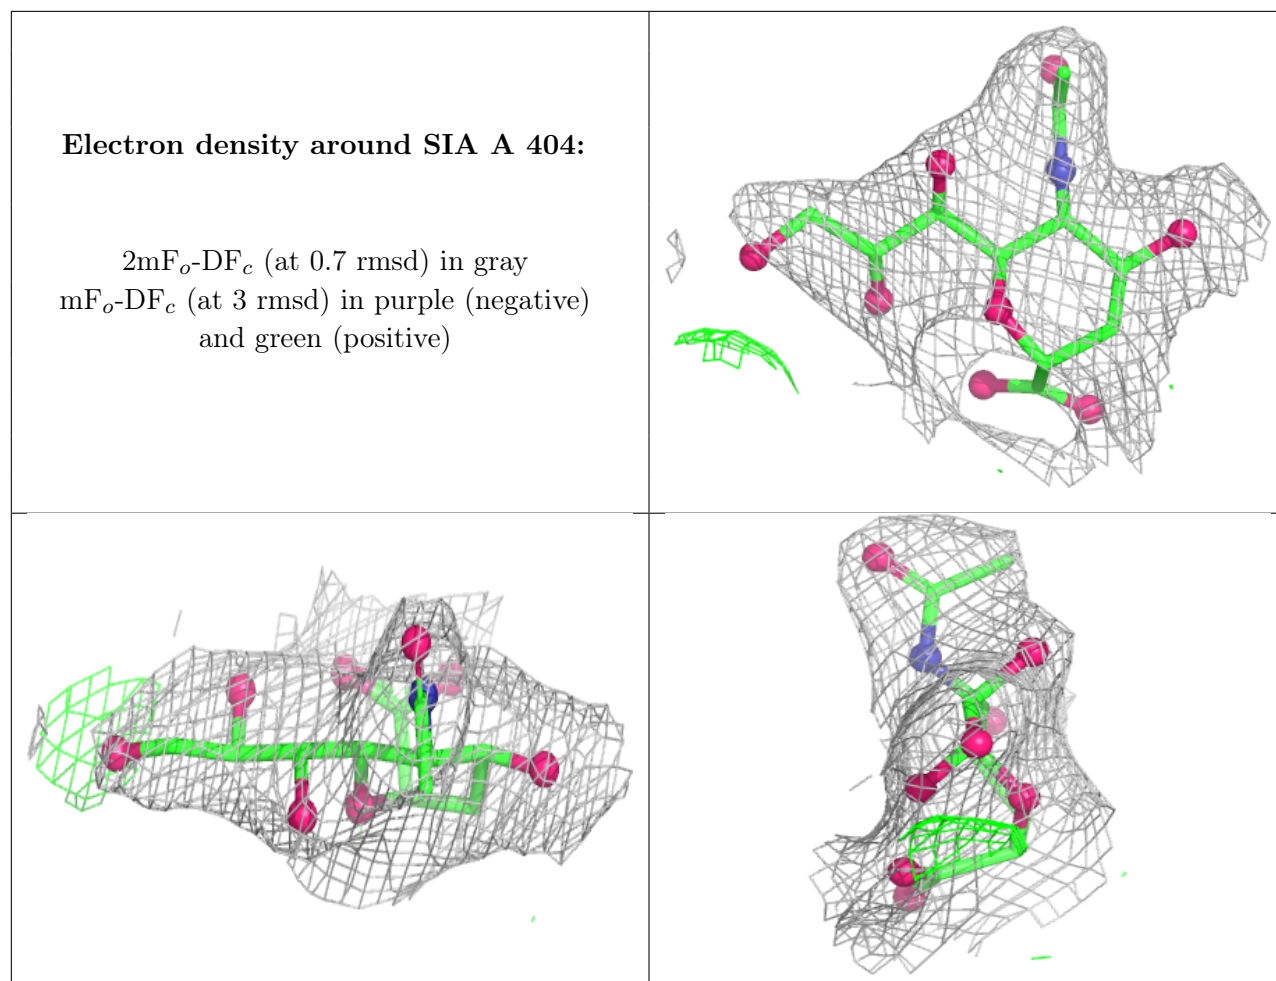 Electron density around SIA A 404:
2mFo-DFc (at 0.7 rmsd) in gray
mFo-DFc (at 3 rmsd) in purple (negative)
and green (positive)